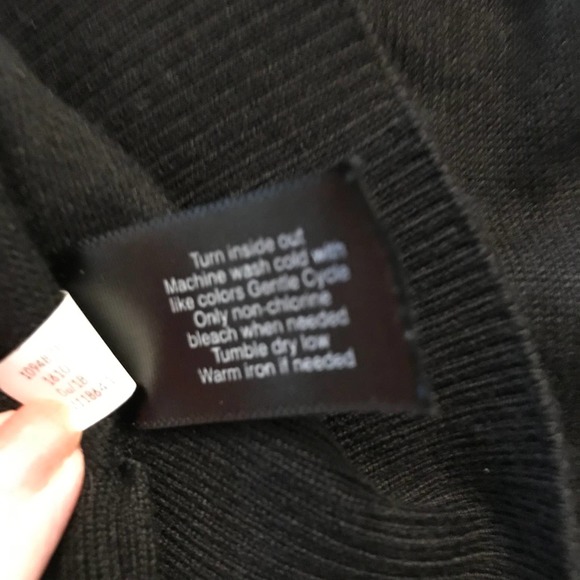 Turn inside out
Machine wash cold with
like colors Gentle Cycle
Only non-chlorine
bleach when needed
Tumble dry low
Warm iron if needed